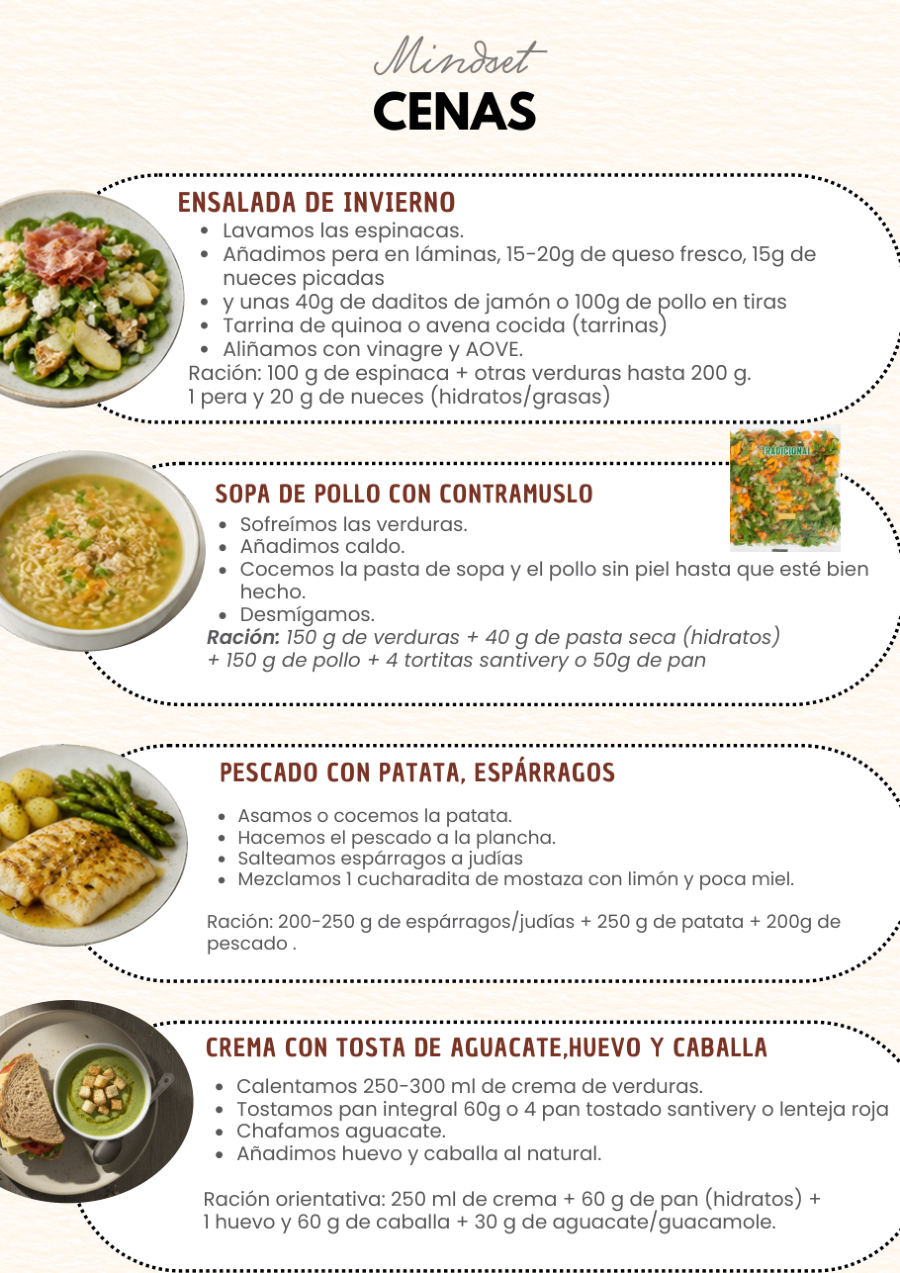 Mindset
CENAS
ENSALADA DE INVIERNO
• Lavamos las espinacas.
• Añadimos pera en láminas, 15-20g de queso fresco, 15g de
nueces picadas
• y unas 40g de daditos de jamón o 100g de pollo en tiras
• Tarrina de quinoa o avena cocida (tarrinas)
• Aliñamos con vinagre y AOVE.
Ración: 100 g de espinaca + otras verduras hasta 200 g.
1 pera y 20 g de nueces (hidratos/grasas)
TRADICIONAL
SOPA DE POLLO CON CONTRAMUSLO
• Sofreímos las verduras.
• Añadimos caldo.
• Cocemos la pasta de sopa y el pollo sin piel hasta que esté bien
hecho.
• Desmígamos.
Ración: 150 g de verduras + 40 g de pasta seca (hidratos)
+ 150 g de pollo + 4 tortitas santivery o 50g de pan
PESCADO CON PATATA, ESPÁRRAGOS
• Asamos o cocemos la patata.
• Hacemos el pescado a la plancha.
• Salteamos espárragos a judías
• Mezclamos 1 cucharadita de mostaza con limón y poca miel.
Ración: 200-250 g de espárragos/judías + 250 g de patata + 200g de
pescado .
CREMA CON TOSTA DE AGUACATE,HUEVO Y CABALLA
• Calentamos 250-300 ml de crema de verduras.
• Tostamos pan integral 60g o 4 pan tostado santivery o lenteja roja
• Chafamos aguacate.
• Añadimos huevo y caballa al natural.
Ración orientativa: 250 ml de crema + 60 g de pan (hidratos) +
1 huevo y 60 g de caballa + 30 g de aguacate/guacamole.